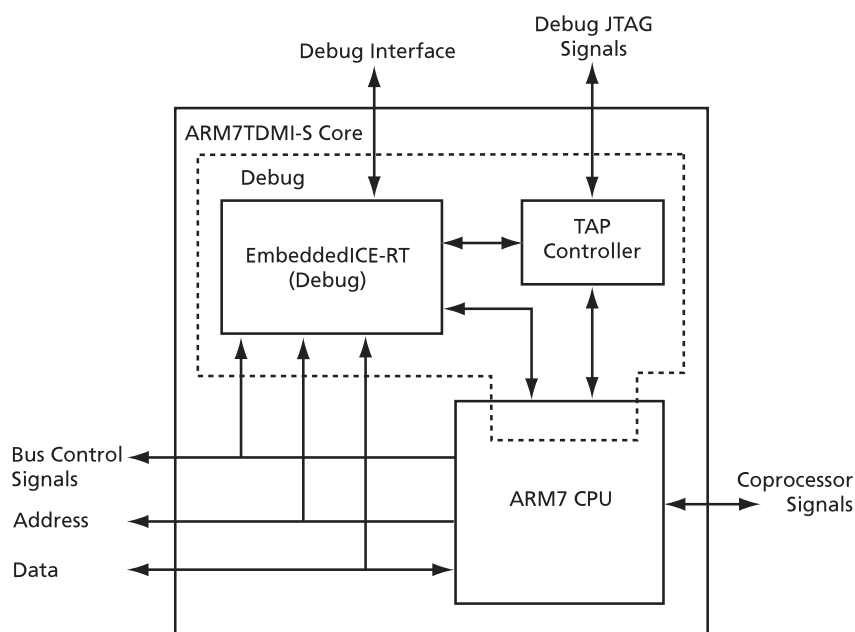 Debug Interface
Debug JTAG
Signals
ARM7TDMI-S Core
Debug
EmbeddedICE-RT
(Debug)
TAP
Controller
Bus Control
Signals
Address
Data
ARM7 CPU
Coprocessor
Signals